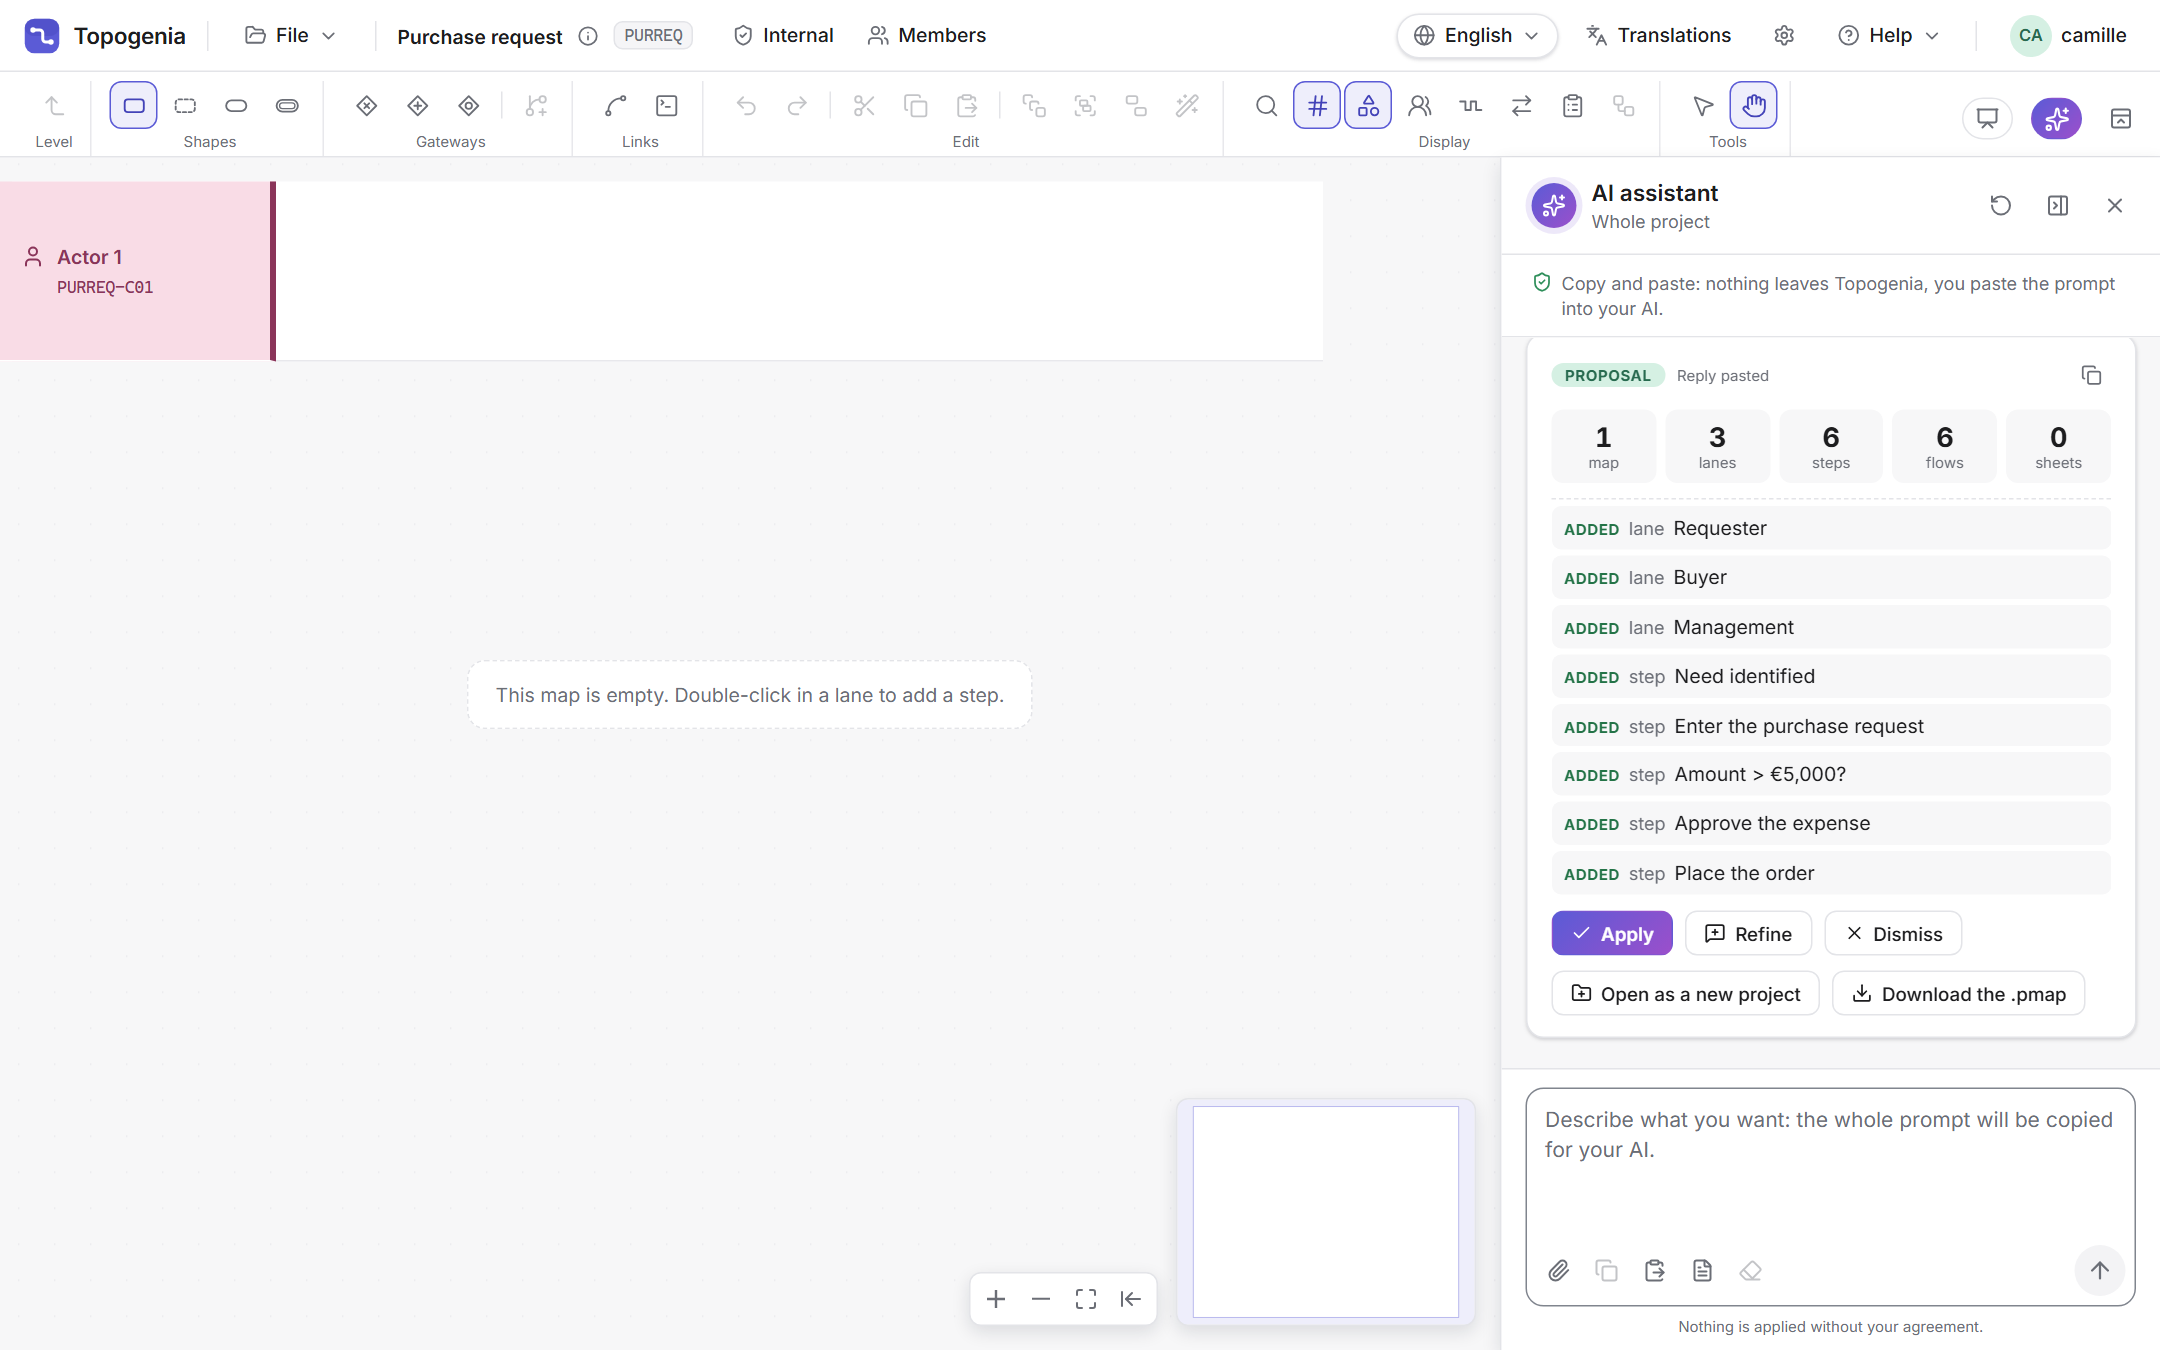 Topogenia
File
Purchase request
PURREQ
Internal
Members
English
Translations
Help
CA
camille
Level
Shapes
Gateways
Links
Edit
Display
Tools
Actor 1
PURREQ-C01
This map is empty. Double-click in a lane to add a step.
AI assistant
Whole project
Copy and paste: nothing leaves Topogenia, you paste the prompt
into your AI.
PROPOSAL Reply pasted
1 map
3 lanes
6 steps
6 flows
0 sheets
ADDED lane Requester
ADDED lane Buyer
ADDED lane Management
ADDED step Need identified
ADDED step Enter the purchase request
ADDED step Amount > €5,000?
ADDED step Approve the expense
ADDED step Place the order
Apply
Refine
Dismiss
Open as a new project
Download the .pmap
Describe what you want: the whole prompt will be copied
for your AI.
Nothing is applied without your agreement.